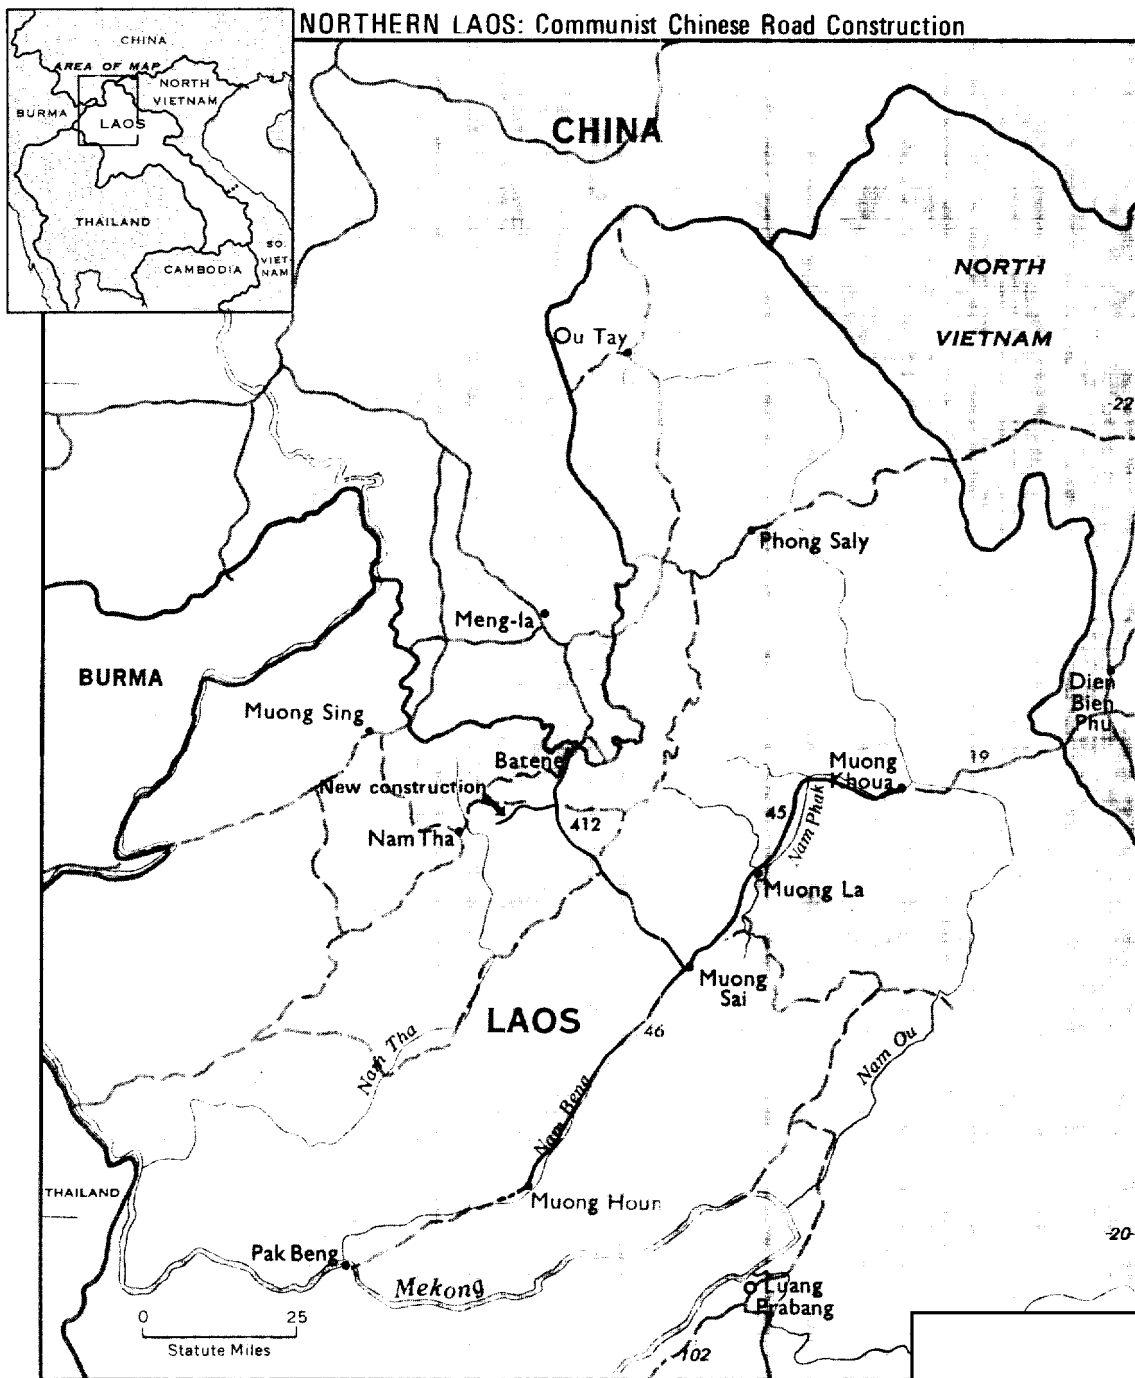 NORTHERN LAOS: Communist Chinese Road Construction
CHINA
AREA OF MAP
NORTH
VIETNAM
BURMA
LAOS
THAILAND
CAMBODIA
SO.
VIET-
NAM
CHINA
NORTH
VIETNAM
Ou Tay
22
Phong Saly
Meng-la
BURMA
Muong Sing
Dien
Bien
Phu
Batene
Muong
Khoua
19
New construction
45
Nam Phak
412
Nam Tha
Muong La
Muong
Sai
LAOS
46
Nam Tha
Nam Ou
Nam Beng
THAILAND
Muong Houn
20
Pak Beng
Mekong
Luang
Prabang
0 25
Statute Miles
102